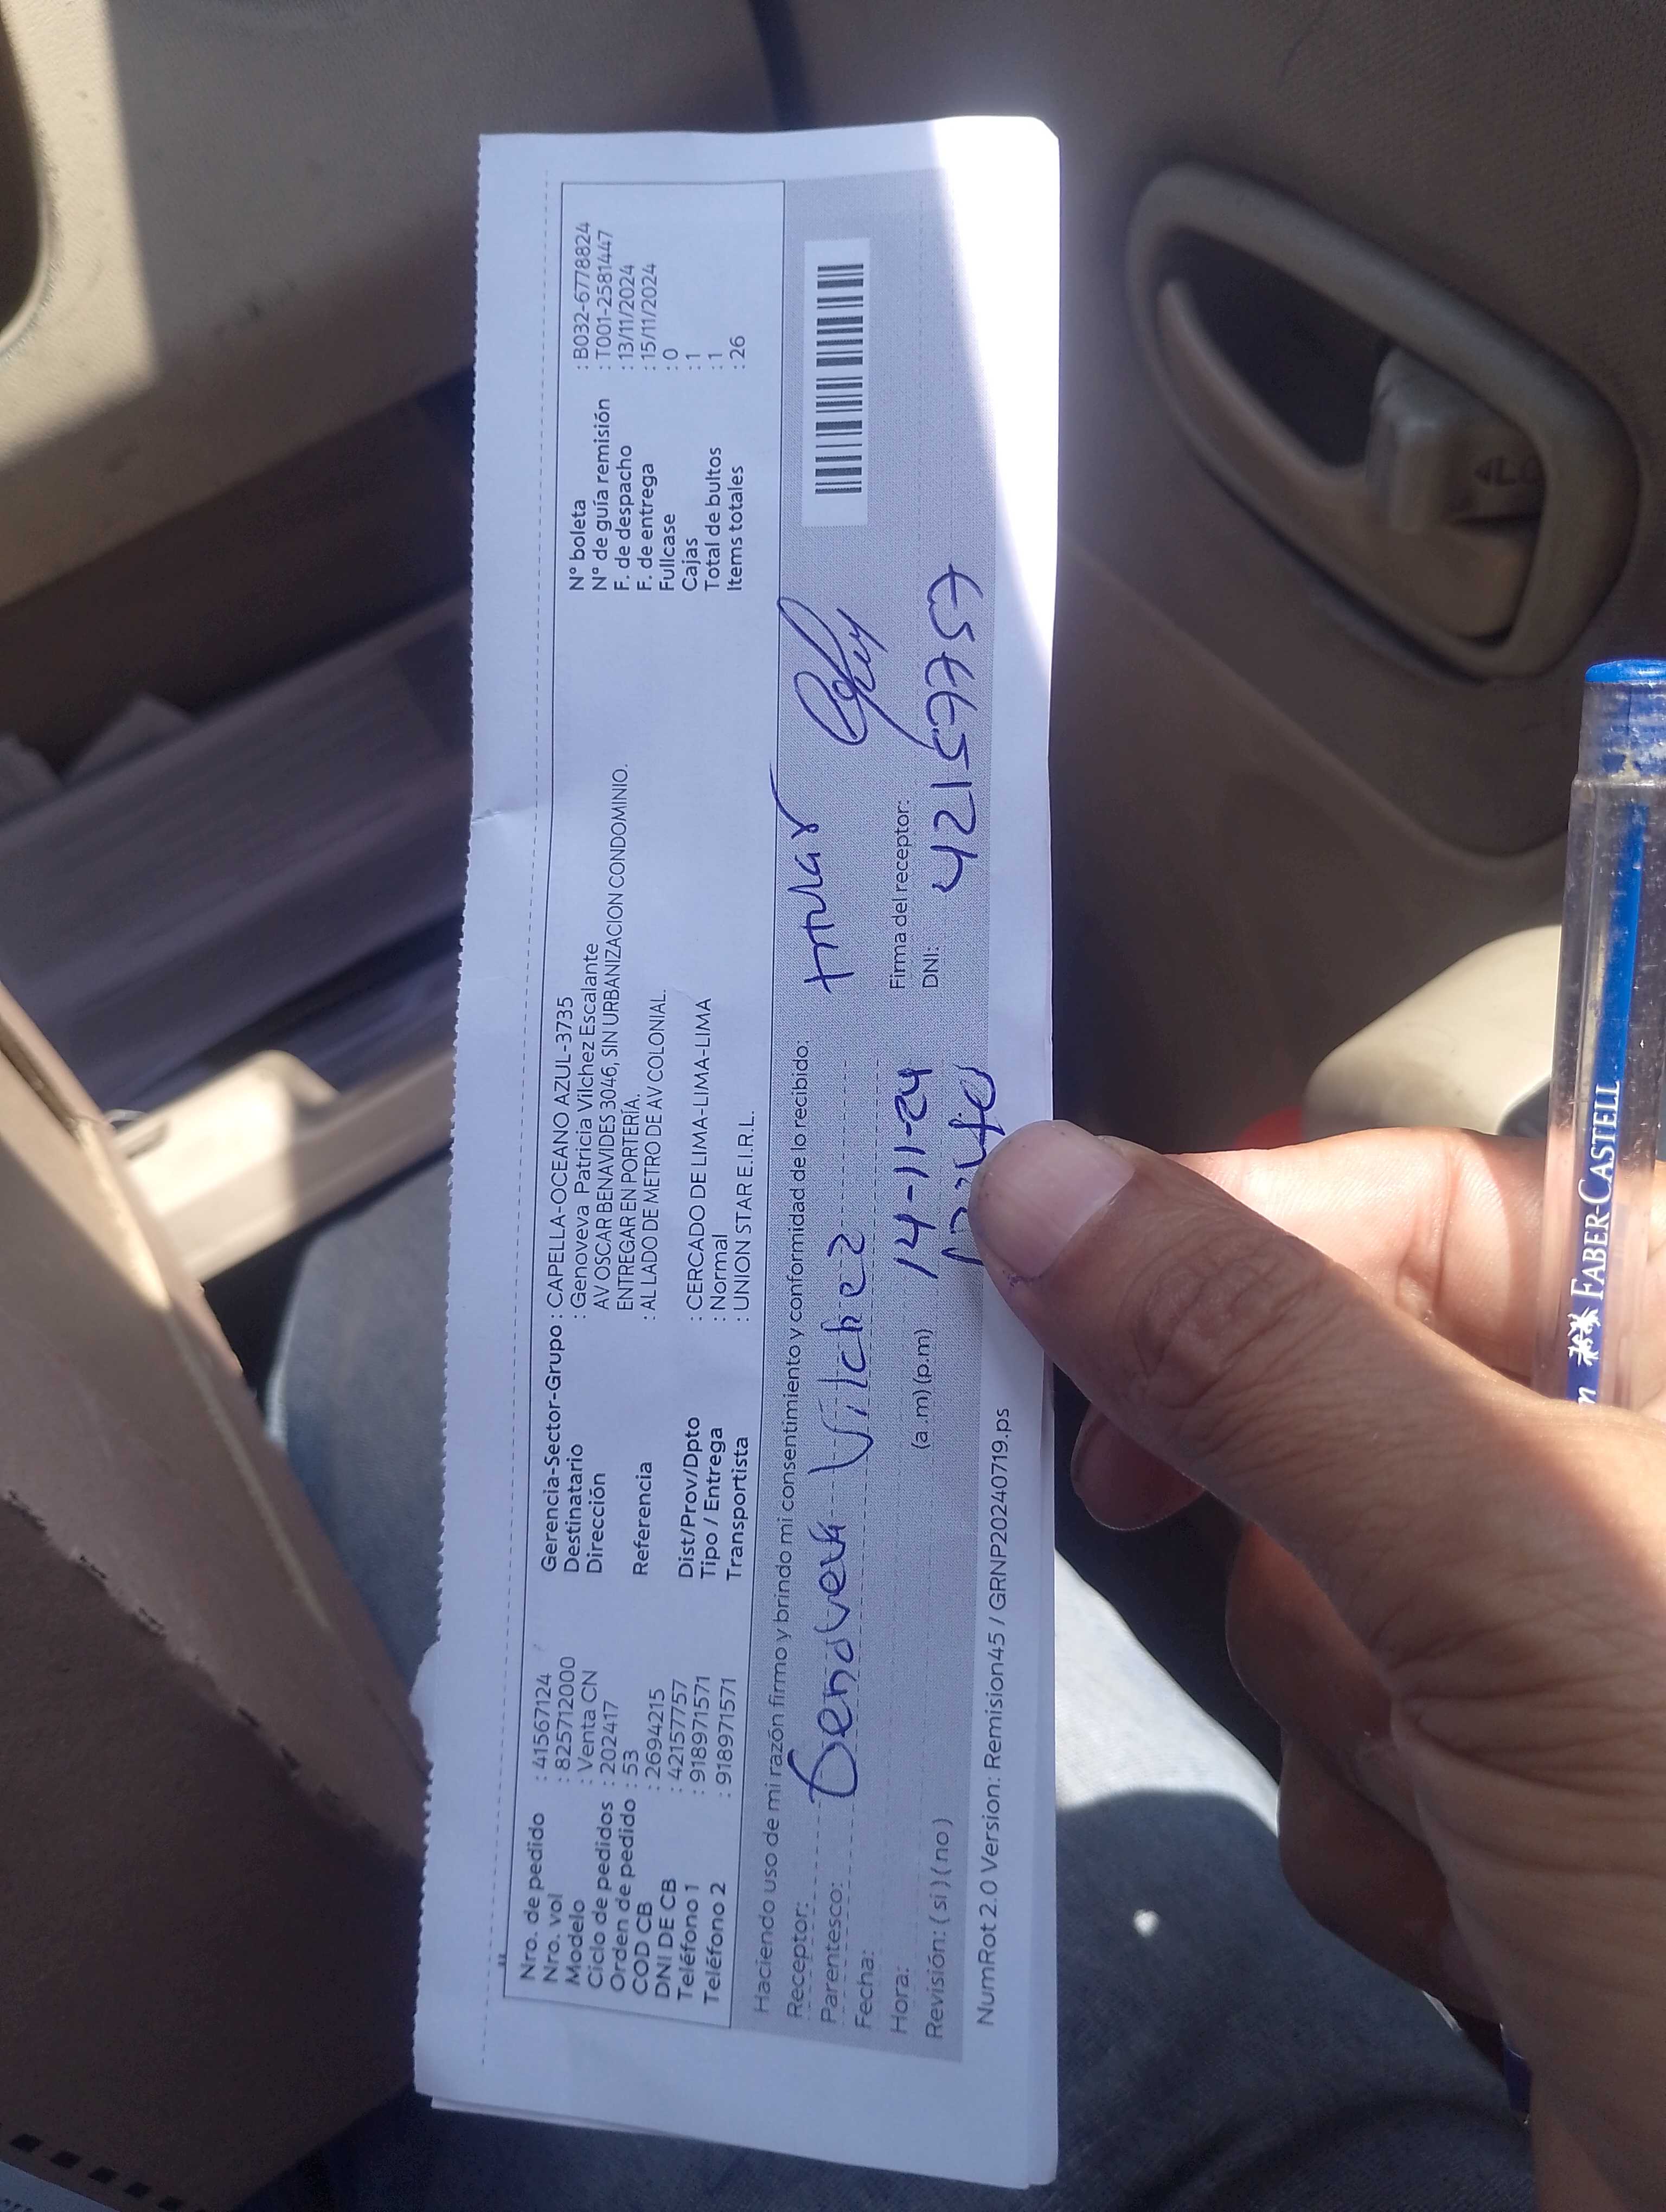 Nro. de pedido : 41567124
Nro. vol : 825712000
Modelo : Venta CN
Ciclo de pedidos : 202417
Orden de pedido : 53
COD CB : 2694215
DNI DE CB : 42157757
Teléfono 1 : 918971571
Teléfono 2 : 918971571
Gerencia-Sector-Grupo : CAPELLA-OCEANO AZUL-3735
Destinatario : Genoveva Patricia Vilchez Escalante
Dirección AV OSCAR BENAVIDES 3046, SIN URBANIZACION CONDOMINIO.
ENTREGAR EN PORTERÍA.
Referencia : AL LADO DE METRO DE AV COLONIAL.
Dist/Prov/Dpto : CERCADO DE LIMA-LIMA-LIMA
Tipo / Entrega : Normal
Transportista : UNION STAR E.I.R.L.
N° boleta : B032-6778824
N° de guía remisión : T001-2581447
F. de despacho : 13/11/2024
F. de entrega : 15/11/2024
Fullcase : 0
Cajas : 1
Total de bultos : 1
Items totales : 26
Haciendo uso de mi razón firmo y brindo mi consentimiento y conformidad de lo recibido:
Receptor: Genoveva Vilchez titular
Parentesco:
Fecha: 14-11-24
Hora: (a.m) (p.m)
Revisión: ( si ) ( no )
Firma del receptor:
DNI: 42157757
NumRot 2.0 Version: Remision45 / GRNP20240719.ps
FABER-CASTELL